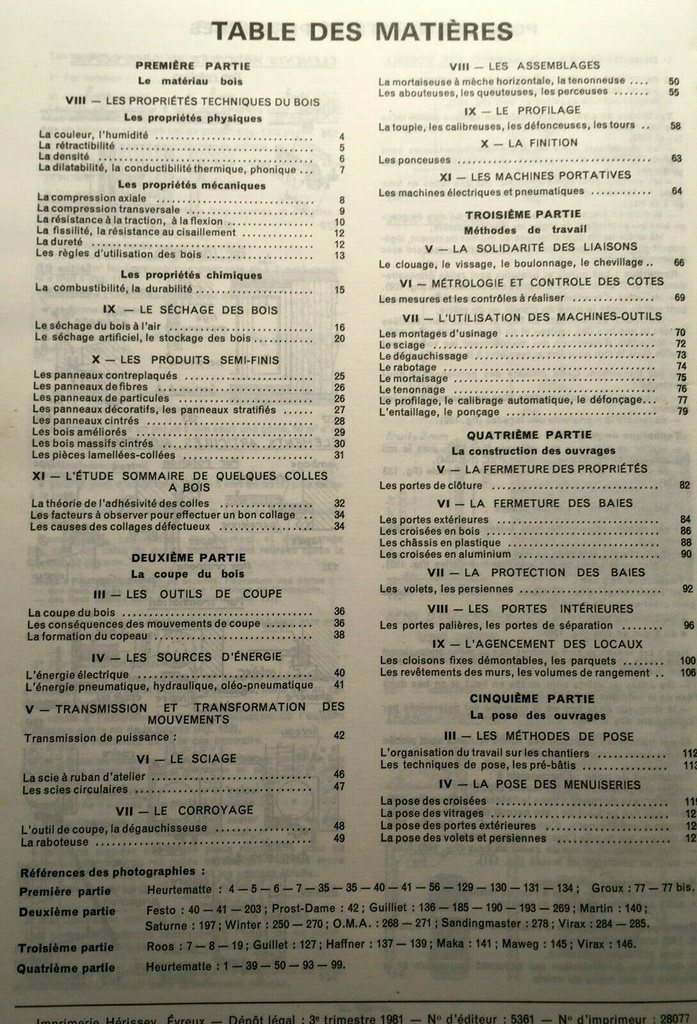 TABLE DES MATIÈRES
PREMIÈRE PARTIE
Le matériau bois
VIII — LES PROPRIÉTÉS TECHNIQUES DU BOIS
Les propriétés physiques
La couleur, l'humidité ........ 4
La rétractibilité ........ 5
La densité ........ 6
La dilatabilité, la conductibilité thermique, phonique ... 7
Les propriétés mécaniques
La compression axiale ........ 8
La compression transversale ........ 9
La résistance à la traction, à la flexion ........ 10
La fissilité, la résistance au cisaillement ........ 12
La dureté ........ 12
Les règles d'utilisation des bois ........ 13
Les propriétés chimiques
La combustibilité, la durabilité ........ 15
IX — LE SÉCHAGE DES BOIS
Le séchage du bois à l'air ........ 16
Le séchage artificiel, le stockage des bois ........ 20
X — LES PRODUITS SEMI-FINIS
Les panneaux contreplaqués ........ 25
Les panneaux de fibres ........ 26
Les panneaux de particules ........ 26
Les panneaux décoratifs, les panneaux stratifiés ...... 27
Les panneaux cintrés ........ 28
Les bois améliorés ........ 29
Les bois massifs cintrés ........ 30
Les pièces lamellées-collées ........ 31
XI — L'ÉTUDE SOMMAIRE DE QUELQUES COLLES
A BOIS
La théorie de l'adhésivité des colles ........ 32
Les facteurs à observer pour effectuer un bon collage .. 34
Les causes des collages défectueux ........ 34
DEUXIÈME PARTIE
La coupe du bois
III — LES OUTILS DE COUPE
La coupe du bois ........ 36
Les conséquences des mouvements de coupe ........ 36
La formation du copeau ........ 38
IV — LES SOURCES D'ÉNERGIE
L'énergie électrique ........ 40
L'énergie pneumatique, hydraulique, oléo-pneumatique 41
V — TRANSMISSION ET TRANSFORMATION DES
MOUVEMENTS
Transmission de puissance : 42
VI — LE SCIAGE
La scie à ruban d'atelier ........ 46
Les scies circulaires ........ 47
VII — LE CORROYAGE
L'outil de coupe, la dégauchisseuse ........ 48
La raboteuse ........ 49
VIII — LES ASSEMBLAGES
La mortaiseuse à mèche horizontale, la tenonneuse .... 50
Les abouteuses, les queuteuses, les perceuses ....... 55
IX — LE PROFILAGE
La toupie, les calibreuses, les défonceuses, les tours .. 58
X — LA FINITION
Les ponceuses ........ 63
XI — LES MACHINES PORTATIVES
Les machines électriques et pneumatiques ........ 64
TROISIÈME PARTIE
Méthodes de travail
V — LA SOLIDARITÉ DES LIAISONS
Le clouage, le vissage, le boulonnage, le chevillage .. 66
VI — MÉTROLOGIE ET CONTROLE DES COTES
Les mesures et les contrôles à réaliser ........ 69
VII — L'UTILISATION DES MACHINES-OUTILS
Les montages d'usinage ........ 70
Le sciage ........ 72
Le dégauchissage ........ 73
Le rabotage ........ 74
Le mortaisage ........ 75
Le tenonnage ........ 76
Le profilage, le calibrage automatique, le défonçage... 77
L'entaillage, le ponçage ........ 79
QUATRIÈME PARTIE
La construction des ouvrages
V — LA FERMETURE DES PROPRIÉTÉS
Les portes de clôture ........ 82
VI — LA FERMETURE DES BAIES
Les portes extérieures ........ 84
Les croisées en bois ........ 86
Les châssis en plastique ........ 88
Les croisées en aluminium ........ 90
VII — LA PROTECTION DES BAIES
Les volets, les persiennes ........ 92
VIII — LES PORTES INTÉRIEURES
Les portes palières, les portes de séparation ........ 96
IX — L'AGENCEMENT DES LOCAUX
Les cloisons fixes démontables, les parquets ........ 100
Les revêtements des murs, les volumes de rangement .. 106
CINQUIÈME PARTIE
La pose des ouvrages
III — LES MÉTHODES DE POSE
L'organisation du travail sur les chantiers ........ 112
Les techniques de pose, les pré-bâtis ........ 113
IV — LA POSE DES MENUISERIES
La pose des croisées ........ 11
La pose des vitrages ........ 12
La pose des portes extérieures ........ 12
La pose des volets et persiennes ........ 12
Références des photographies :
Première partie Heurtematte : 4 — 5 — 6 — 7 — 35 — 35 — 40 — 41 — 56 — 129 — 130 — 131 — 134 ; Groux : 77 — 77 bis.
Deuxième partie Festo : 40 — 41 — 203 ; Prost-Dame : 42 ; Guilliet : 136 — 185 — 190 — 193 — 269 ; Martin : 140 ;
Saturne : 197 ; Winter : 250 — 270 ; O.M.A. : 268 — 271 ; Sandingmaster : 278 ; Virax : 284 — 285.
Troisième partie Roos : 7 — 8 — 19 ; Guillet : 127 ; Haffner : 137 — 139 ; Maka : 141 ; Maweg : 145 ; Virax : 146.
Quatrième partie Heurtematte : 1 — 39 — 50 — 93 — 99.
Imprimerie Hérissey, Évreux — Dépôt légal : 3e trimestre 1981 — No d'éditeur : 5361 — No d'imprimeur : 28077